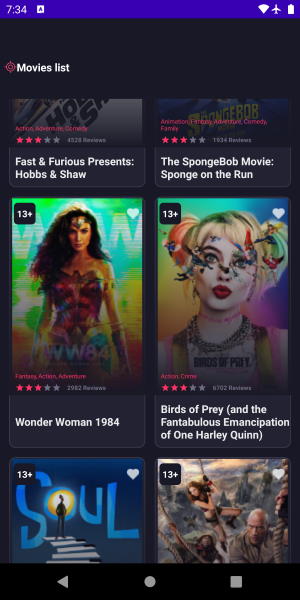 7:34
Movies list
Action, Adventure, Comedy
4528 Reviews
Fast & Furious Presents:
Hobbs & Shaw
SPONGEBOB
Animation, Fantasy, Adventure, Comedy,
Family
1934 Reviews
The SpongeBob Movie:
Sponge on the Run
13+
WW84
Fantasy, Action, Adventure
2982 Reviews
Wonder Woman 1984
13+
BIRDS OF PREY
Action, Crime
6702 Reviews
Birds of Prey (and the
Fantabulous Emancipation
of One Harley Quinn)
13+
SOUL
13+